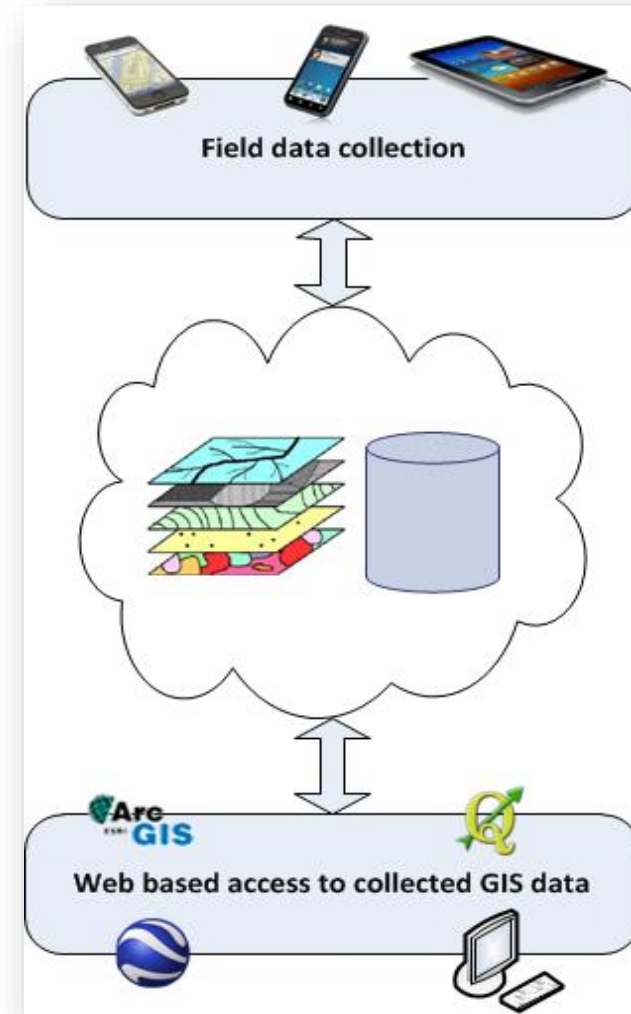 Field data collection
Arc
ESRI GIS
Q
Web based access to collected GIS data